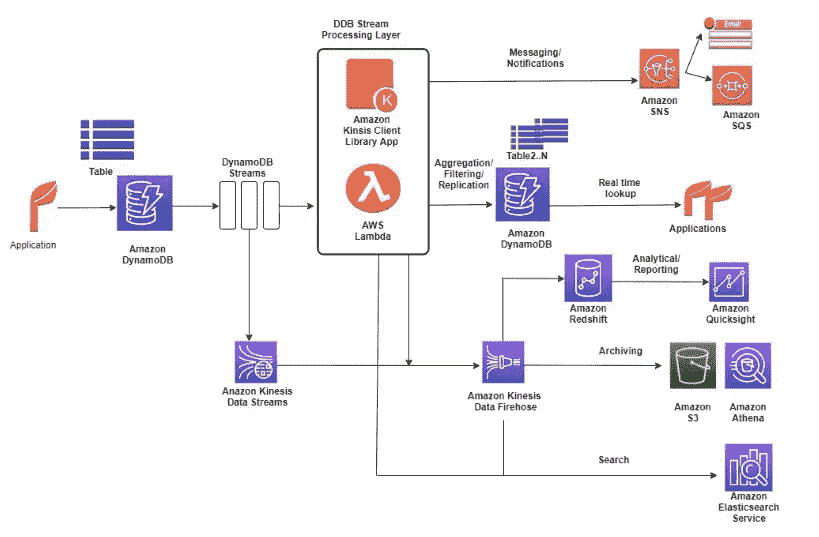 DDB Stream
Processing Layer
Messaging/
Notifications
Email
Amazon
SNS
Amazon
SQS
K
Amazon
Kinsis Client
Library App
Table
DynamoDB
Streams
Aggregation/
Filtering/
Replication
Table2..N
Real time
lookup
Application
Amazon
DynamoDB
AWS
Lambda
Amazon
DynamoDB
Applications
Analytical/
Reporting
Amazon
Redshift
Amazon
Quicksight
Anazon Kinesis
Data Streams
Amazon Kinesis
Data Firehose
Archiving
Amazon
S3
Amazon
Athena
Search
Amazon
Elasticsearch
Service